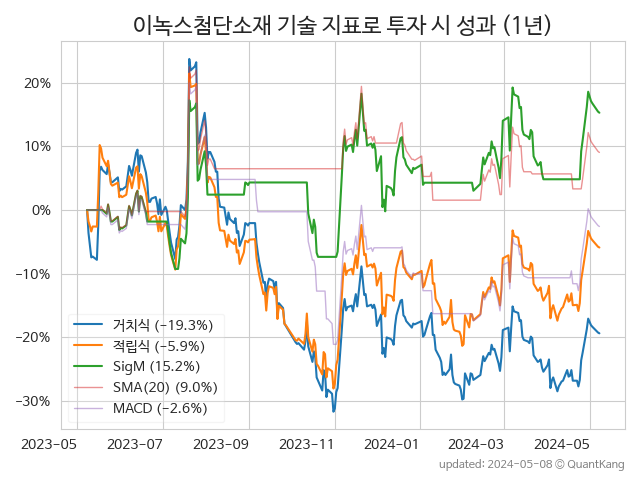 이녹스첨단소재 기술 지표로 투자 시 성과 (1년)
20%
10%
0%
−10%
−20%
−30%
거치식 (−19.3%)
적립식 (−5.9%)
SigM (15.2%)
SMA(20) (9.0%)
MACD (−2.6%)
2023−05
2023−07
2023−09
2023−11
2024−01
2024−03
2024−05
updated: 2024−05−08 ⓒ QuantKang